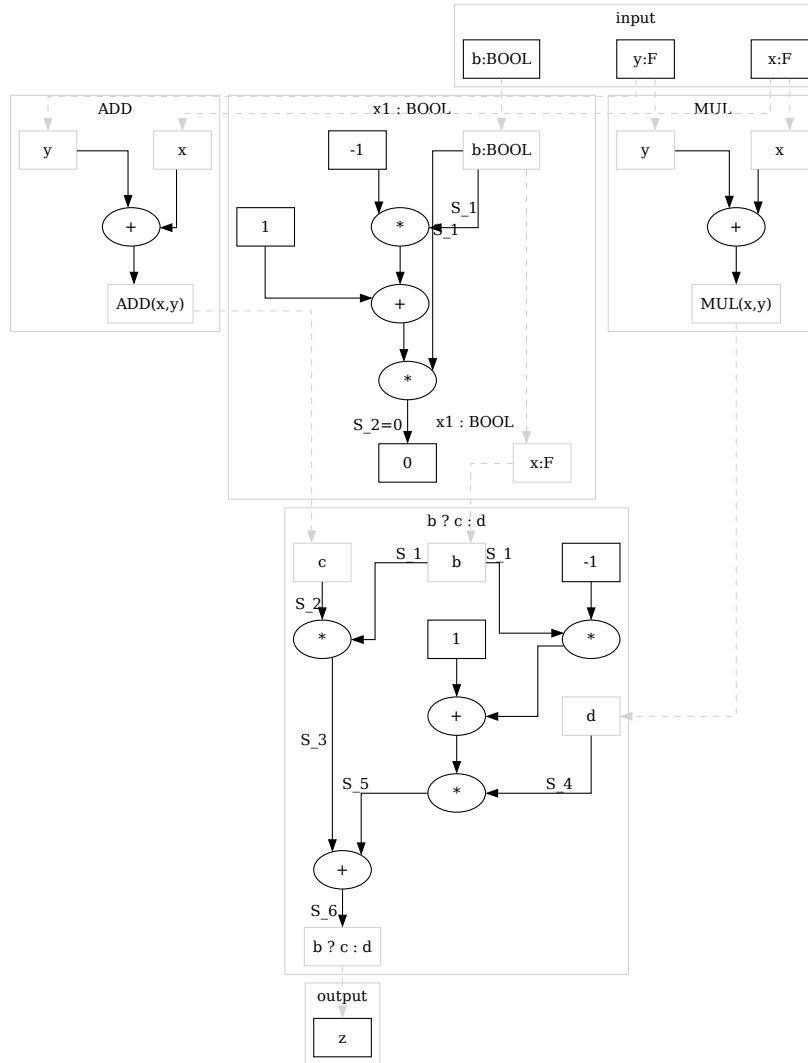 input
b:BOOL
y:F
x:F
ADD
x1 : BOOL
MUL
y
x
-1
b:BOOL
y
x
S_1
1
+
*
S_1
+
ADD(x,y)
+
MUL(x,y)
*
S_2=0
x1 : BOOL
0
x:F
b ? c : d
c
S_1
b
S_1
-1
S_2
*
1
*
+
d
S_3
S_5
*
S_4
+
S_6
b ? c : d
output
z